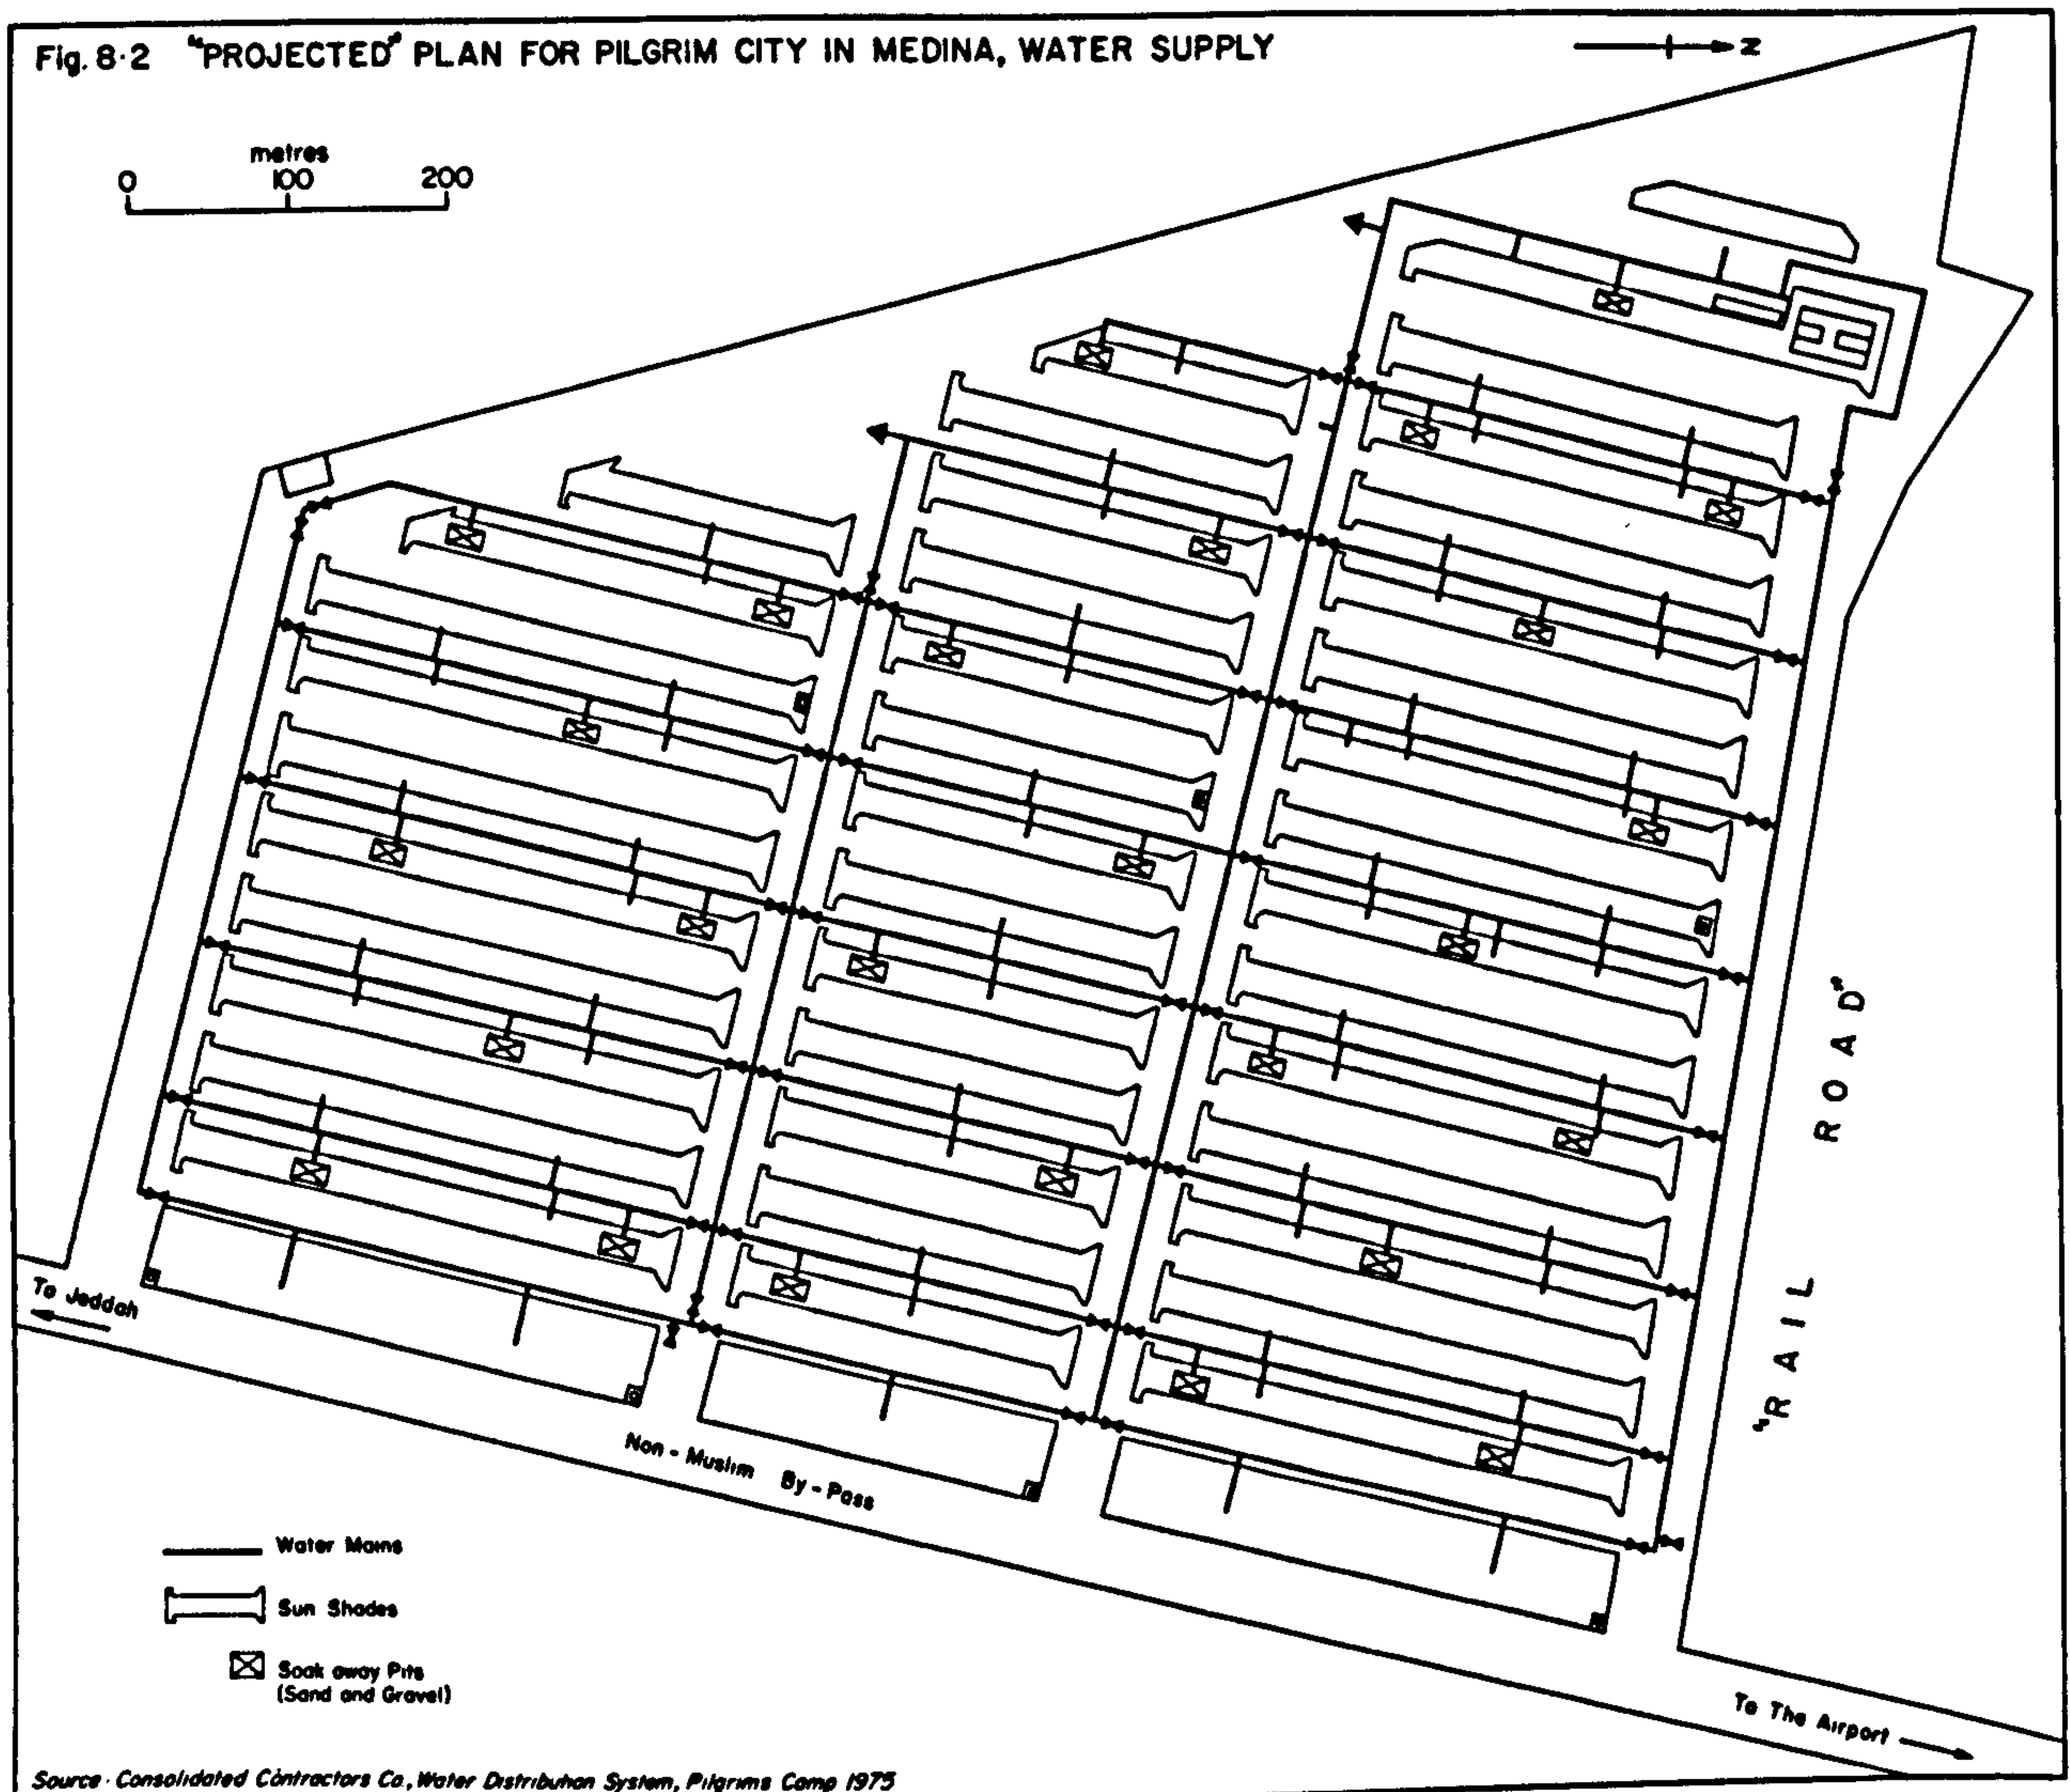 Fig. 8·2 "PROJECTED" PLAN FOR PILGRIM CITY IN MEDINA, WATER SUPPLY
N
metres
0 100 200
"RAIL ROAD"
To Jeddah
Non - Muslim By - Pass
Water Mains
Sun Shades
Soak away Pits
(Sand and Gravel)
To The Airport
Source · Consolidated Contractors Co., Water Distribution System, Pilgrims Camp 1975